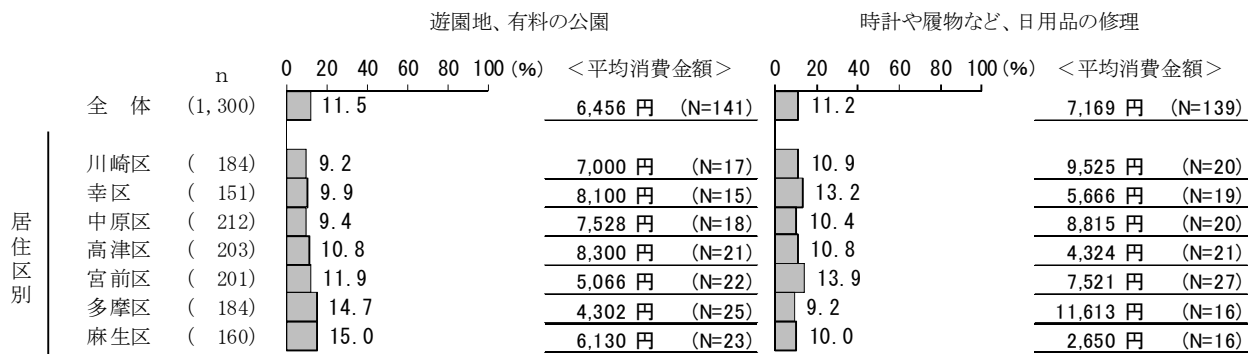 遊園地、有料の公園 時計や履物など、日用品の修理
n 0 20 40 60 80 100 (%) ＜平均消費金額＞ 0 20 40 60 80 100 (%) ＜平均消費金額＞
全 体 (1,300) 11.5 6,456 円 (N=141) 11.2 7,169 円 (N=139)
川崎区 ( 184) 9.2 7,000 円 (N=17) 10.9 9,525 円 (N=20)
幸区 ( 151) 9.9 8,100 円 (N=15) 13.2 5,666 円 (N=19)
中原区 ( 212) 9.4 7,528 円 (N=18) 10.4 8,815 円 (N=20)
高津区 ( 203) 10.8 8,300 円 (N=21) 10.8 4,324 円 (N=21)
宮前区 ( 201) 11.9 5,066 円 (N=22) 13.9 7,521 円 (N=27)
多摩区 ( 184) 14.7 4,302 円 (N=25) 9.2 11,613 円 (N=16)
麻生区 ( 160) 15.0 6,130 円 (N=23) 10.0 2,650 円 (N=16)
居住区別